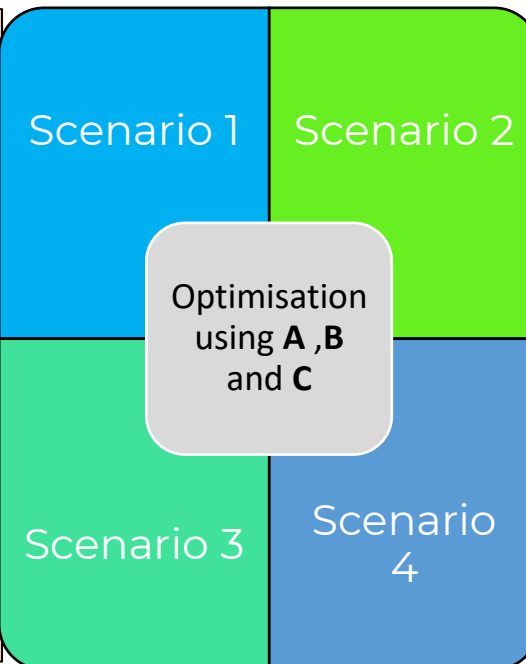 Scenario 1
Scenario 2
Optimisation
using A ,B
and C
Scenario 3
Scenario
4